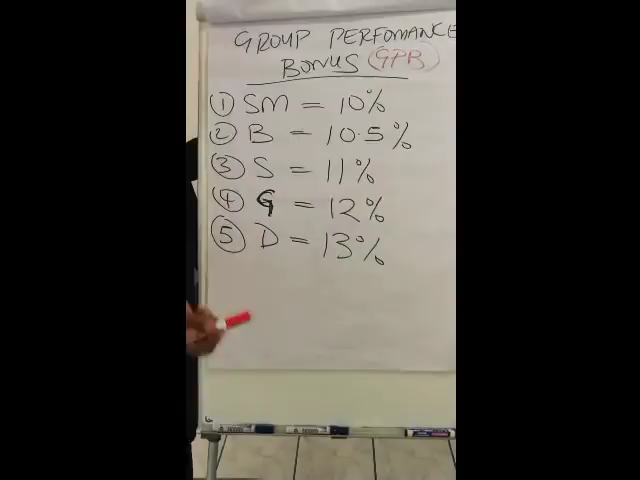 GROUP PERFOMANCE
BONUS (GPB)
① SM = 10%
② B = 10.5%
③ S = 11%
④ G = 12%
⑤ D = 13%